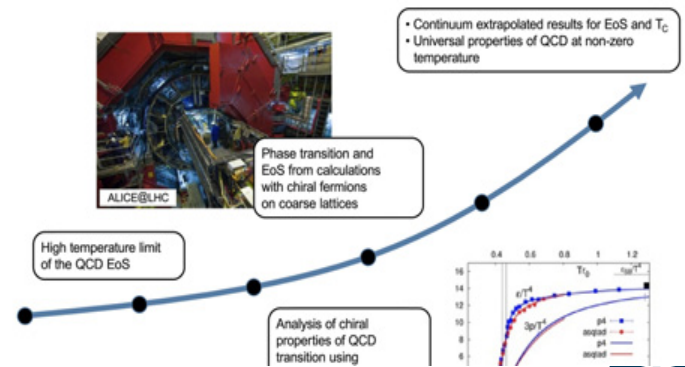 • Continuum extrapolated results for EoS and TC
• Universal properties of QCD at non-zero
temperature
ALICE@LHC
Phase transition and
EoS from calculations
with chiral fermions
on coarse lattices
High temperature limit
of the QCD EoS
Analysis of chiral
properties of QCD
transition using
0.4 0.6 0.8 1 1.2
Tr0
εSB/T4
16
14
12
10
8
6
ε/T4
3p/T4
p4
asqtad
p4
asqtad